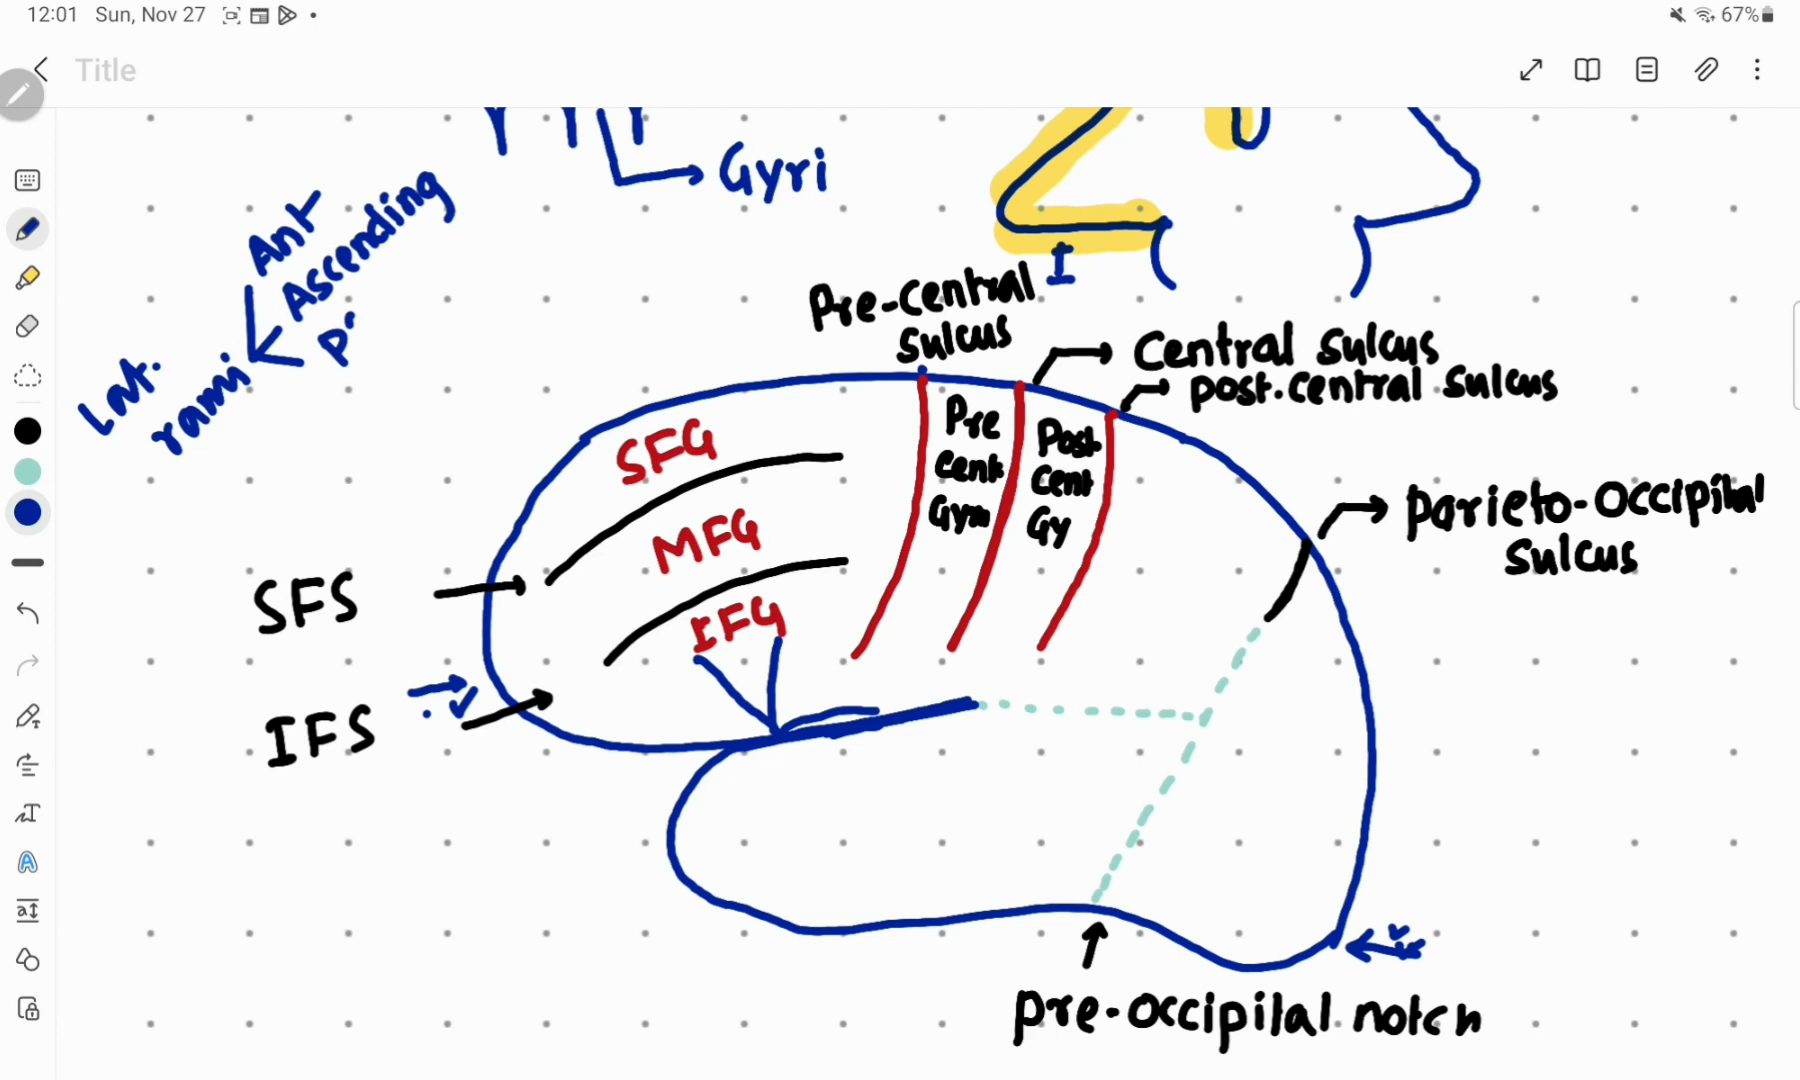 12:01 Sun, Nov 27
67%
Title
Gyri
Ant
Ascending
P
Lat.
rami
I
Pre-central
Sulcus
Central Sulcus
Post.central Sulcus
SFG
MFG
IFG
Pre
Cent
Gyrı
Post
Cent
Gy
SFS
IFS
Parieto-Occipital
Sulcus
Pre-Occipital notch